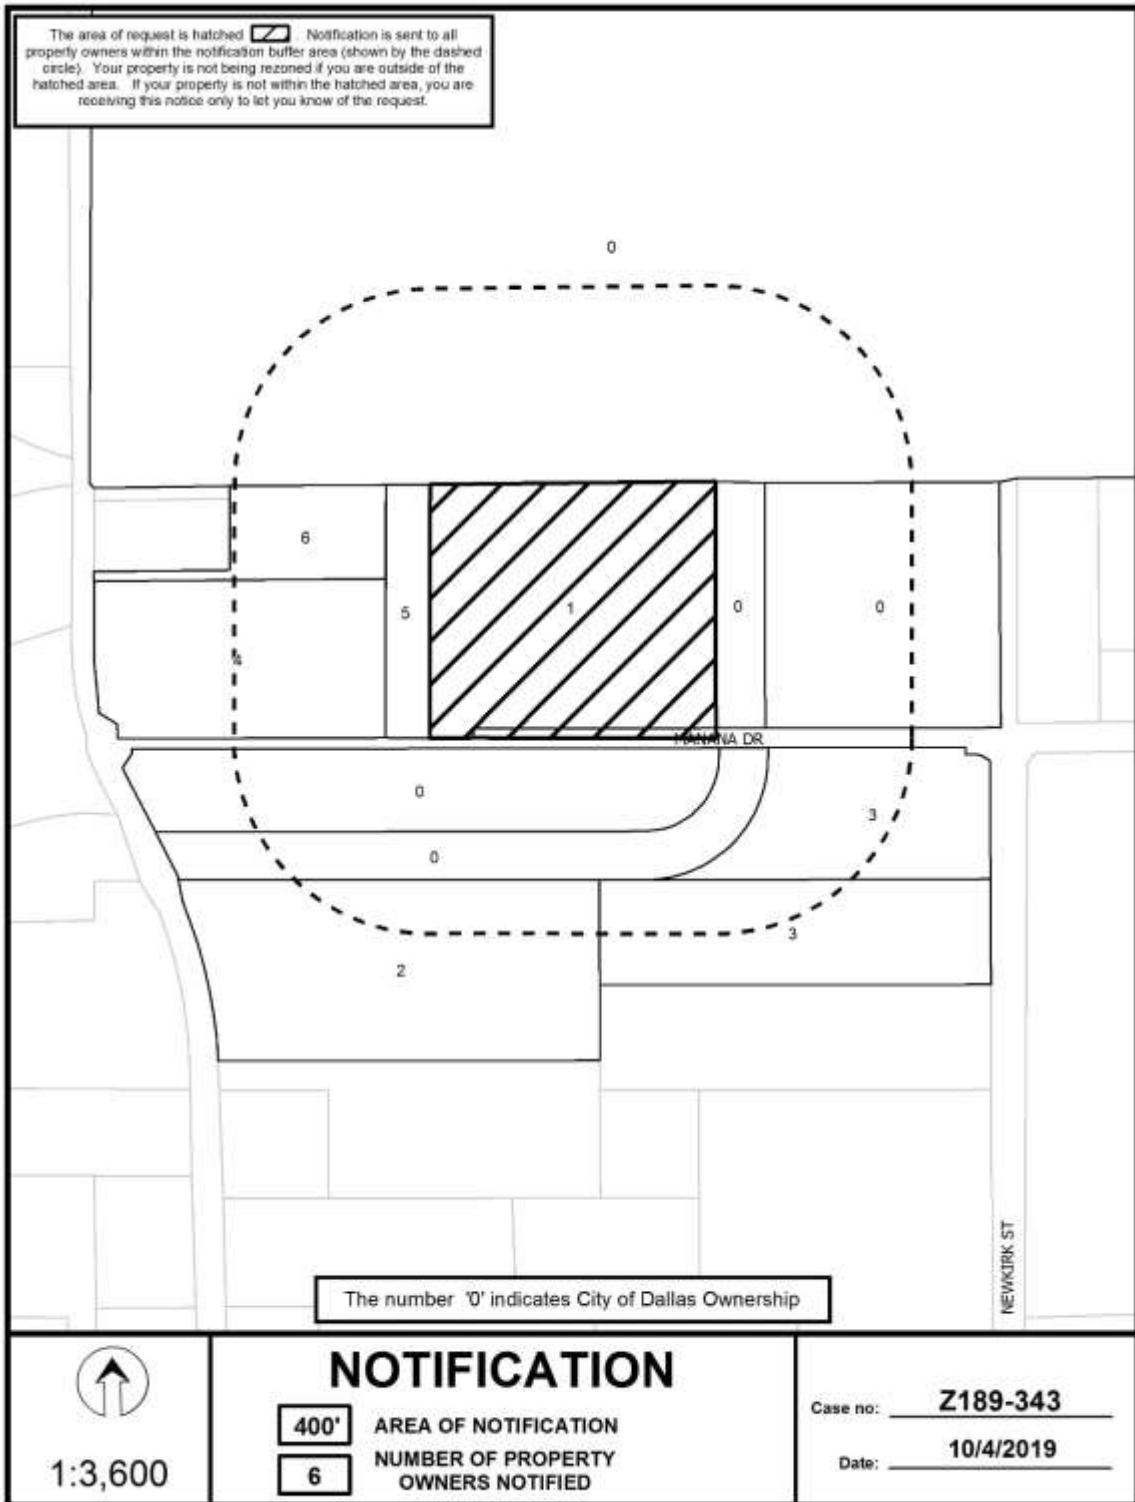 The area of request is hatched . Notification is sent to all
property owners within the notification buffer area (shown by the dashed
circle). Your property is not being rezoned if you are outside of the
hatched area. If your property is not within the hatched area, you are
receiving this notice only to let you know of the request.
0
6
5
1
0
0
4
MANANA DR
0
3
0
3
2
NEWKIRK ST
The number '0' indicates City of Dallas Ownership
1:3,600
NOTIFICATION
400' AREA OF NOTIFICATION
6 NUMBER OF PROPERTY
OWNERS NOTIFIED
Case no: Z189-343
Date: 10/4/2019